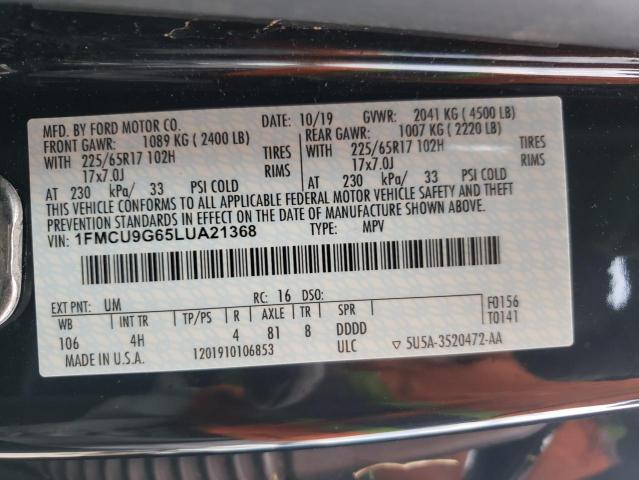 MFD. BY FORD MOTOR CO. DATE: 10/19 GVWR: 2041 KG ( 4500 LB)
FRONT GAWR: 1089 KG ( 2400 LB) REAR GAWR: 1007 KG ( 2220 LB)
WITH 225/65R17 102H TIRES WITH 225/65R17 102H TIRES
17x7.0J RIMS 17x7.0J RIMS
AT 230 kPa/ 33 PSI COLD AT 230 kPa/ 33 PSI COLD
THIS VEHICLE CONFORMS TO ALL APPLICABLE FEDERAL MOTOR VEHICLE SAFETY AND THEFT
PREVENTION STANDARDS IN EFFECT ON THE DATE OF MANUFACTURE SHOWN ABOVE.
1FMCU9G65LUA21368 TYPE: MPV
EXT PNT: UM RC: 16 DSO:
WB INT TR TP/PS R AXLE TR SPR F0156
106 4H 4 81 8 DDDD T0141
MADE IN U.S.A. 1201910106853 ULC ▽ 5U5A-3520472-AA